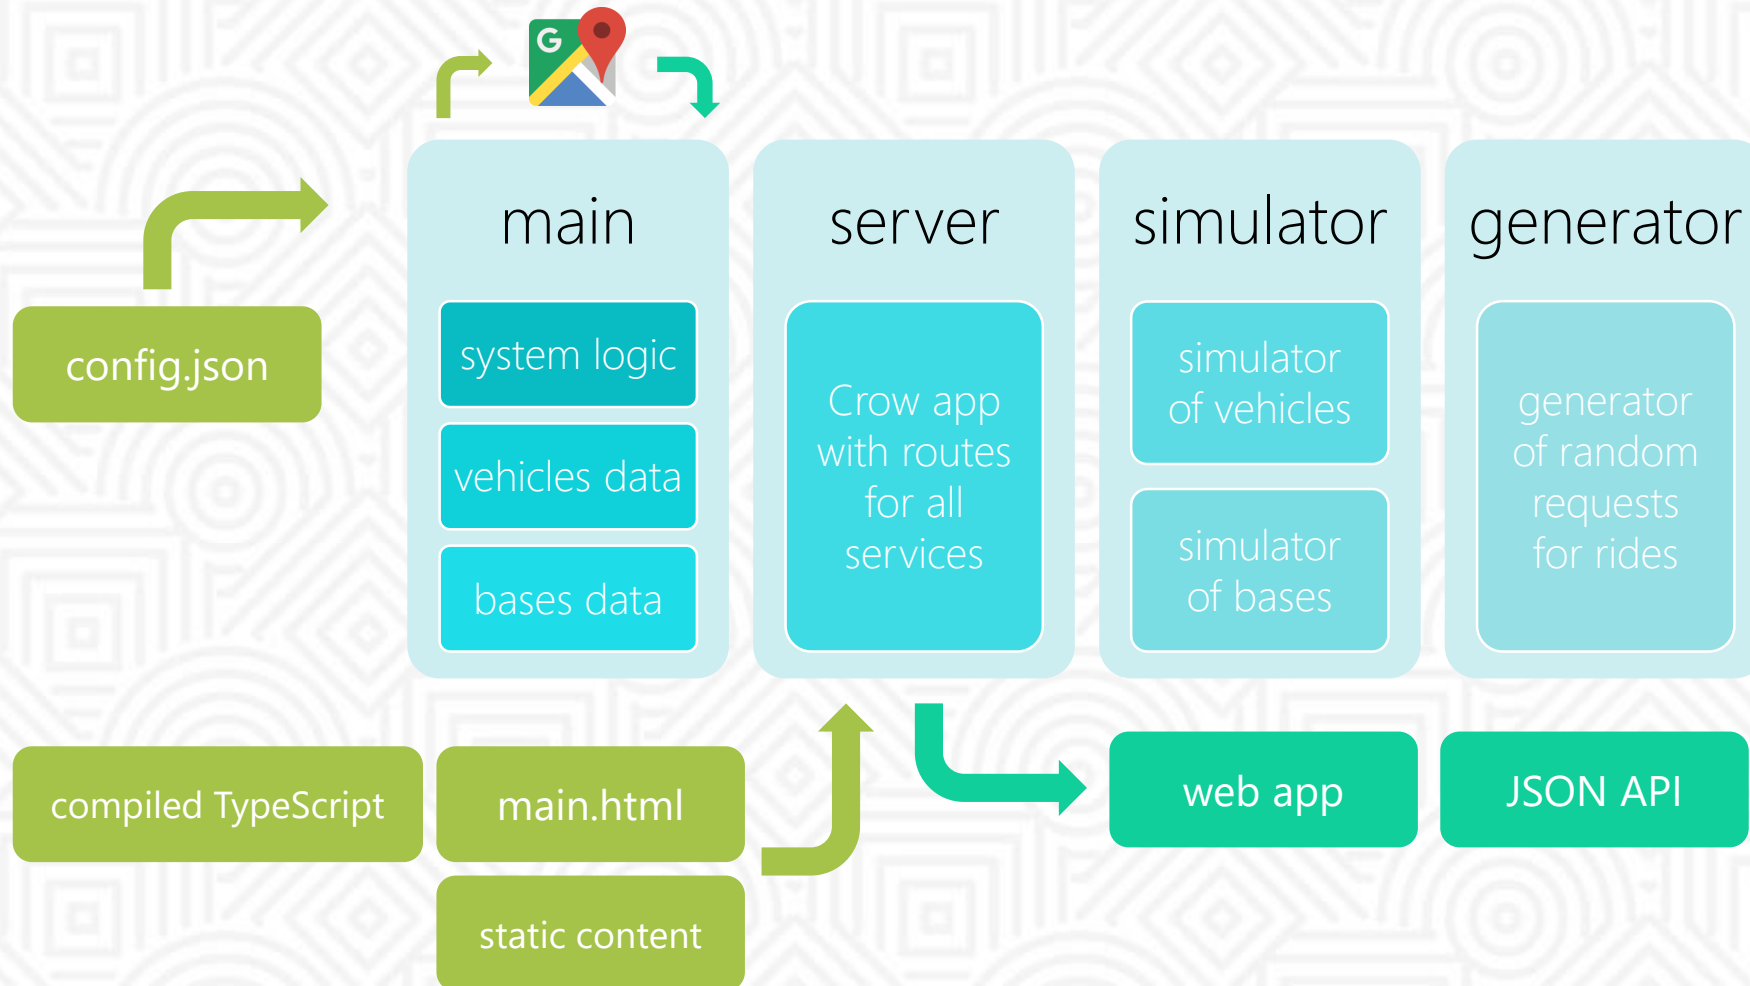 G
main
server
simulator
generator
config.json
system logic
vehicles data
bases data
Crow app
with routes
for all
services
simulator
of vehicles
simulator
of bases
generator
of random
requests
for rides
compiled TypeScript
main.html
static content
web app
JSON API